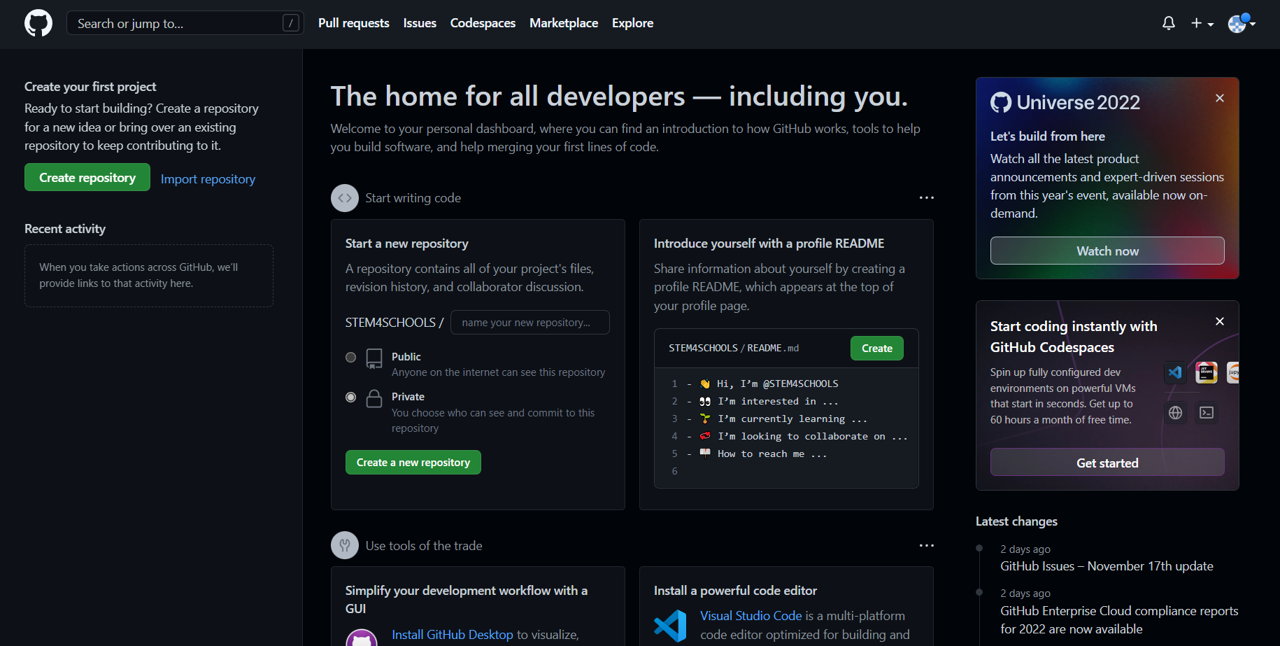 Search or jump to...
/
Pull requests
Issues
Codespaces
Marketplace
Explore
Create your first project
Ready to start building? Create a repository
for a new idea or bring over an existing
repository to keep contributing to it.
Create repository
Import repository
Recent activity
When you take actions across GitHub, we'll
provide links to that activity here.
The home for all developers — including you.
Welcome to your personal dashboard, where you can find an introduction to how GitHub works, tools to help
you build software, and help merging your first lines of code.
Start writing code
Start a new repository
A repository contains all of your project's files,
revision history, and collaborator discussion.
STEM4SCHOOLS /
name your new repository...
Public
Anyone on the internet can see this repository
Private
You choose who can see and commit to this
repository
Create a new repository
Introduce yourself with a profile README
Share information about yourself by creating a
profile README, which appears at the top of
your profile page.
STEM4SCHOOLS / README.md
Create
1 - 👋 Hi, I’m @STEM4SCHOOLS
2 - 👀 I’m interested in ...
3 - 🌱 I’m currently learning ...
4 - 💞️ I’m looking to collaborate on ...
5 - 📫 How to reach me ...
6
Use tools of the trade
Simplify your development workflow with a
GUI
Install GitHub Desktop to visualize,
Install a powerful code editor
Visual Studio Code is a multi-platform
code editor optimized for building and
Universe 2022
Let's build from here
Watch all the latest product
announcements and expert-driven sessions
from this year's event, available now on-
demand.
Watch now
Start coding instantly with
GitHub Codespaces
Spin up fully configured dev
environments on powerful VMs
that start in seconds. Get up to
60 hours a month of free time.
Get started
Latest changes
2 days ago
GitHub Issues – November 17th update
2 days ago
GitHub Enterprise Cloud compliance reports
for 2022 are now available